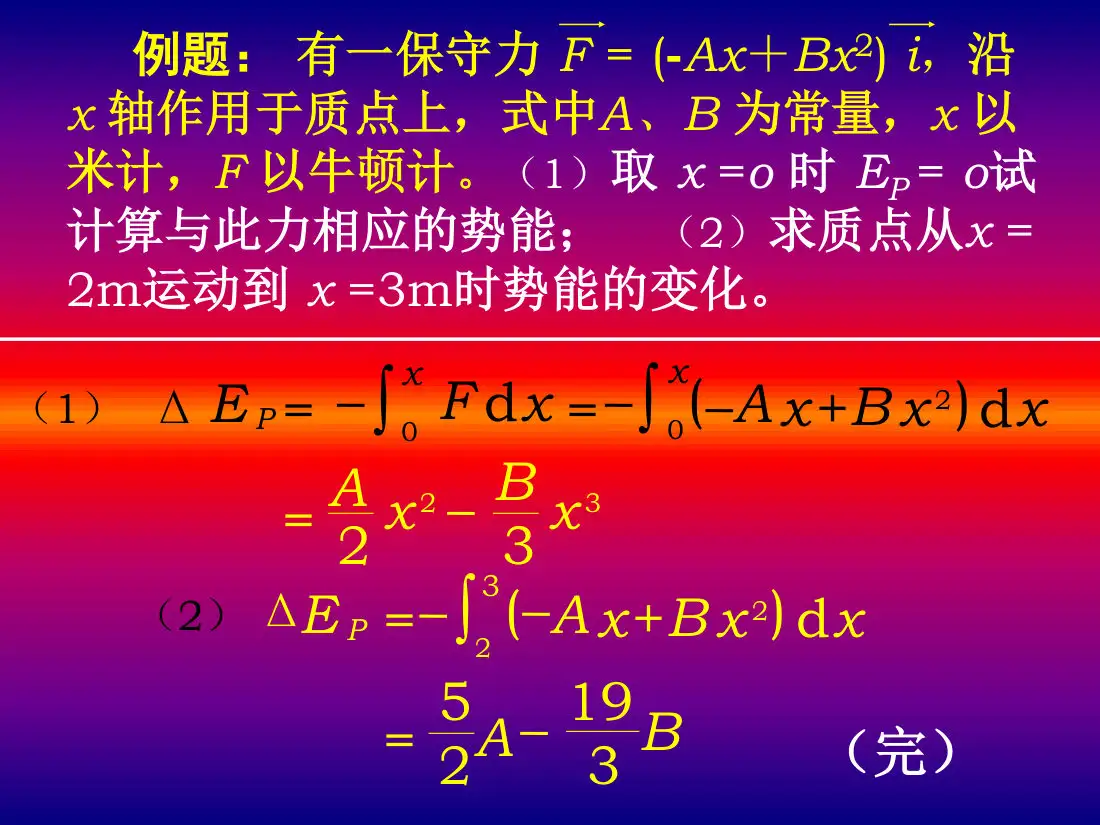 例题： 有一保守力 F⃗ = (-Ax＋Bx²) i⃗，沿
x 轴作用于质点上，式中A、B 为常量，x 以
米计，F 以牛顿计。（1）取 x =o 时 E_P = o试
计算与此力相应的势能； （2）求质点从x =
2m运动到 x =3m时势能的变化。
（1） Δ E_P = −∫₀ˣ F dx = −∫₀ˣ (−Ax+Bx²) dx
= A/2 x² − B/3 x³
（2） ΔE_P = −∫₂³ (−Ax+Bx²) dx
= 5/2 A − 19/3 B （完）